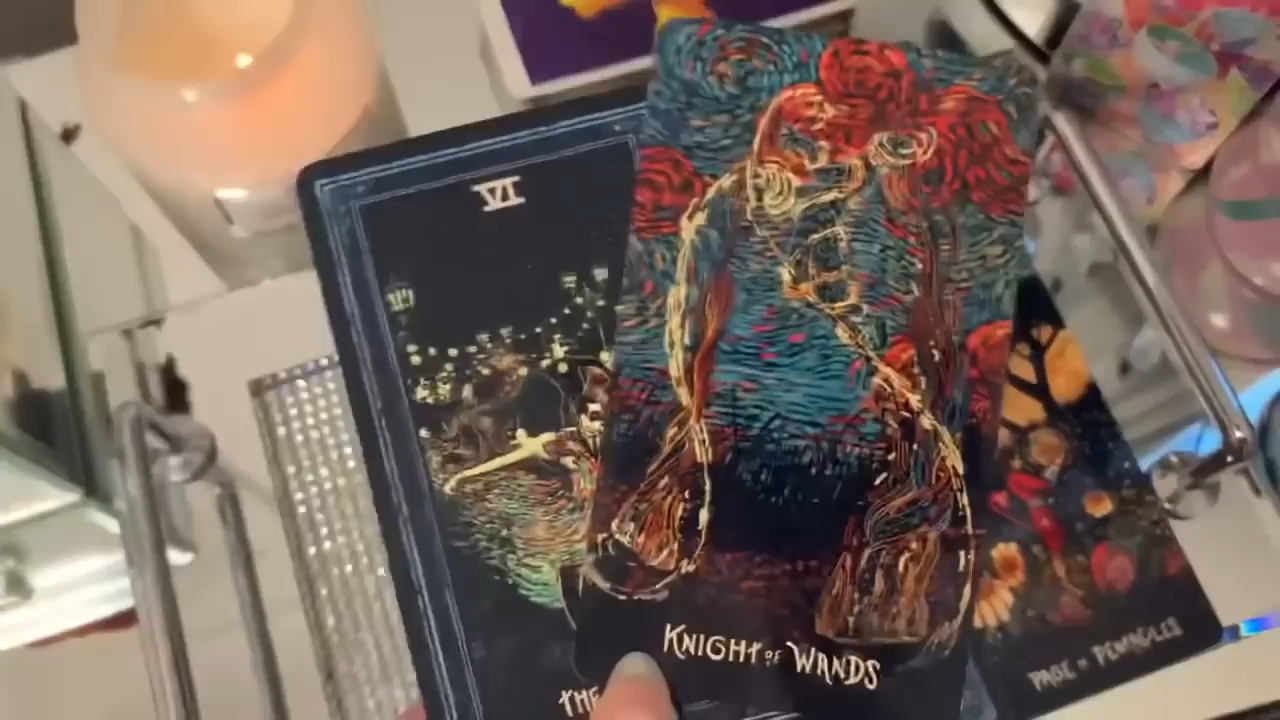 VI
THE
KNIGHT OF WANDS
PAGE OF PENTACLES